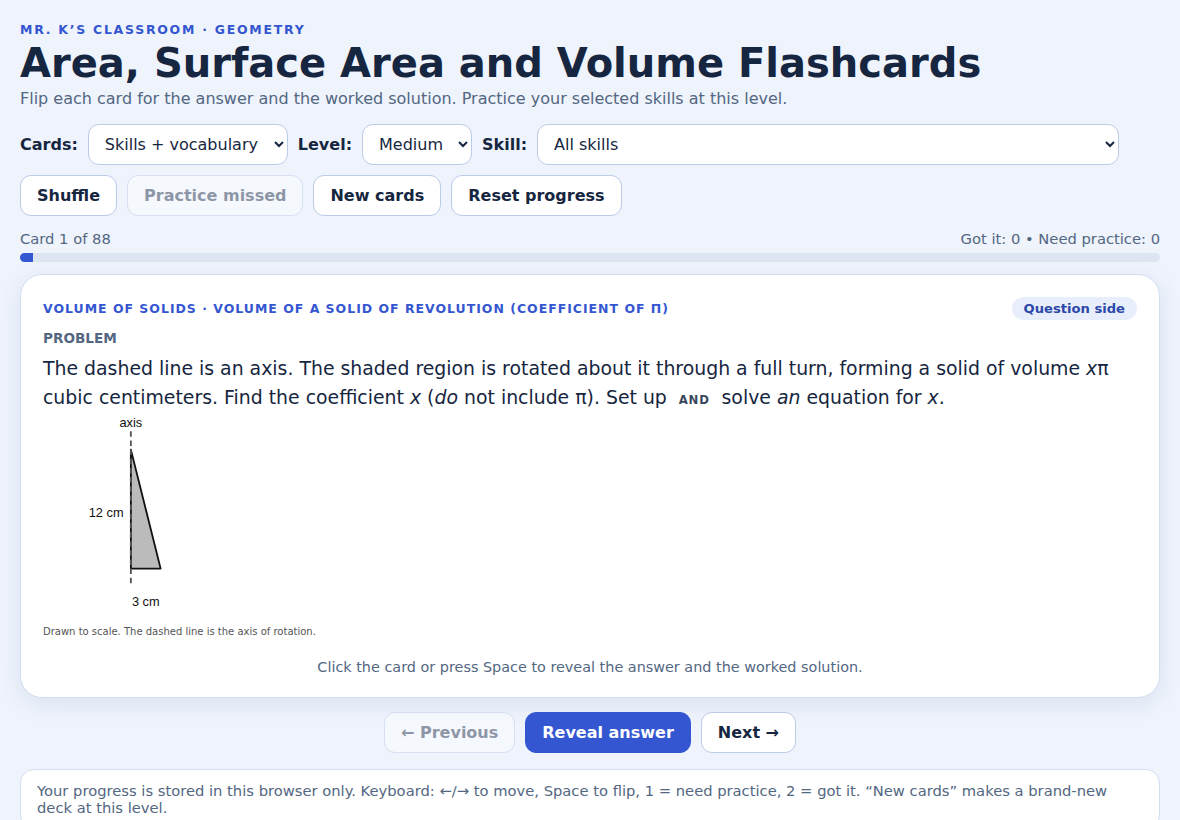 MR. K’S CLASSROOM · GEOMETRY
Area, Surface Area and Volume Flashcards
Flip each card for the answer and the worked solution. Practice your selected skills at this level.
Cards: Skills + vocabulary Level: Medium Skill: All skills
Shuffle Practice missed New cards Reset progress
Card 1 of 88 Got it: 0 • Need practice: 0
VOLUME OF SOLIDS · VOLUME OF A SOLID OF REVOLUTION (COEFFICIENT OF Π) Question side
PROBLEM
The dashed line is an axis. The shaded region is rotated about it through a full turn, forming a solid of volume xπ
cubic centimeters. Find the coefficient x (do not include π). Set up AND solve an equation for x.
axis
12 cm
3 cm
Drawn to scale. The dashed line is the axis of rotation.
Click the card or press Space to reveal the answer and the worked solution.
← Previous Reveal answer Next →
Your progress is stored in this browser only. Keyboard: ←/→ to move, Space to flip, 1 = need practice, 2 = got it. “New cards” makes a brand-new
deck at this level.